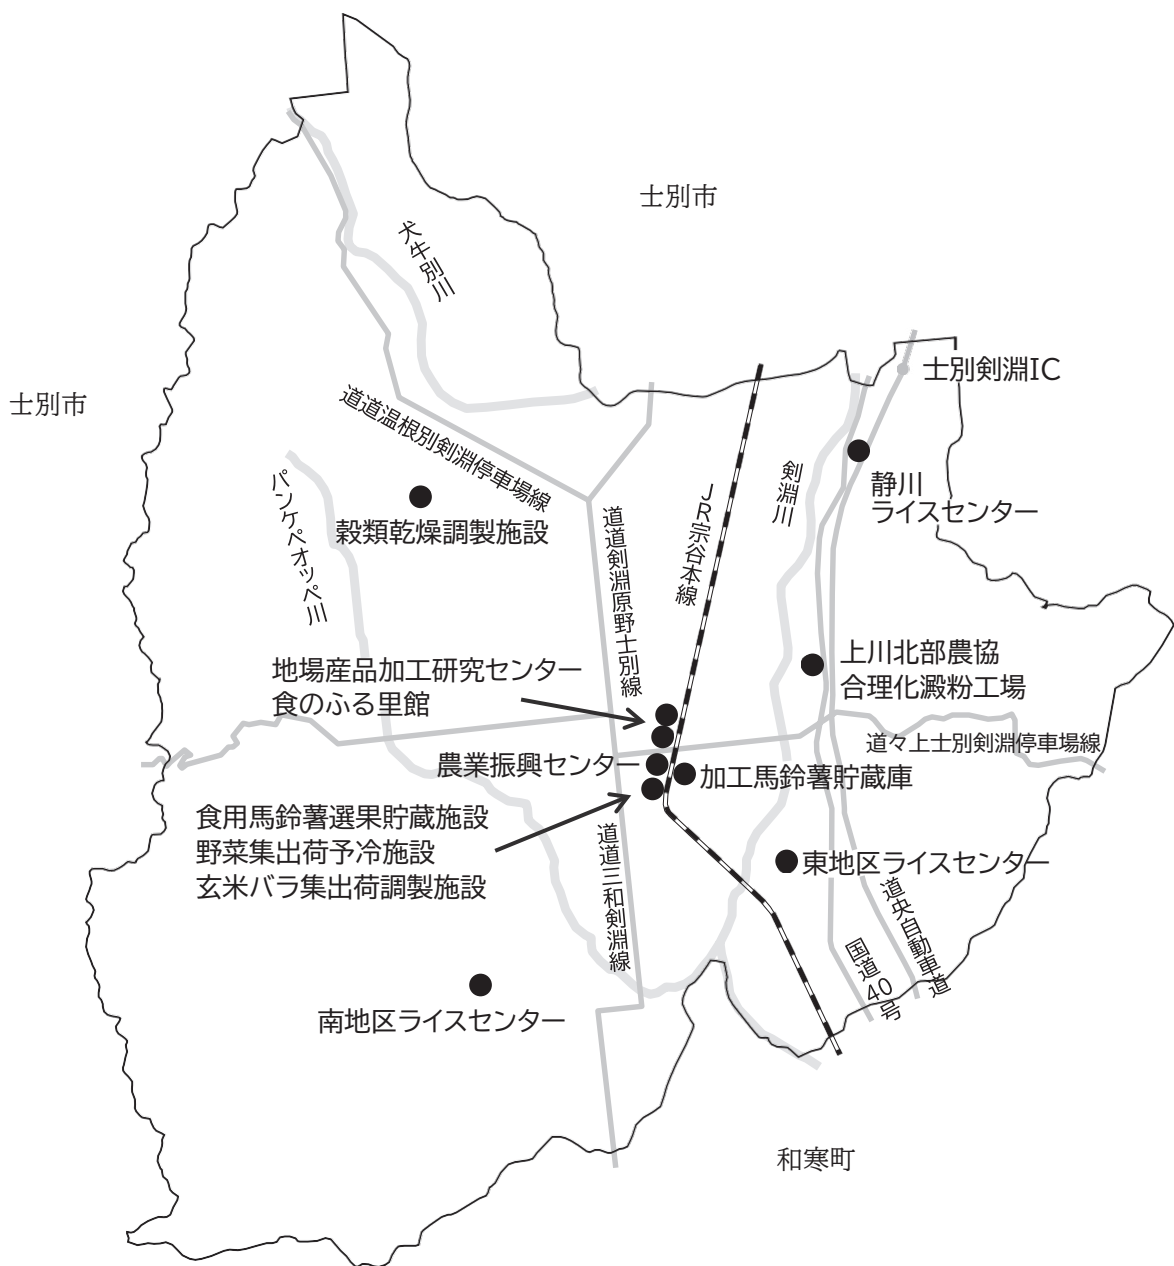 士別市
犬牛別川
士別剣淵IC
士別市
道道温根別剣淵停車場線
剣淵川
静川
ライスセンター
パンケペオッペ川
穀類乾燥調製施設
道道剣淵原野士別線
JR宗谷本線
地場産品加工研究センター
食のふる里館
上川北部農協
合理化澱粉工場
道々上士別剣淵停車場線
農業振興センター
加工馬鈴薯貯蔵庫
食用馬鈴薯選果貯蔵施設
野菜集出荷予冷施設
玄米バラ集出荷調製施設
道道三和剣淵線
東地区ライスセンター
道央自動車道
国道40号
南地区ライスセンター
和寒町